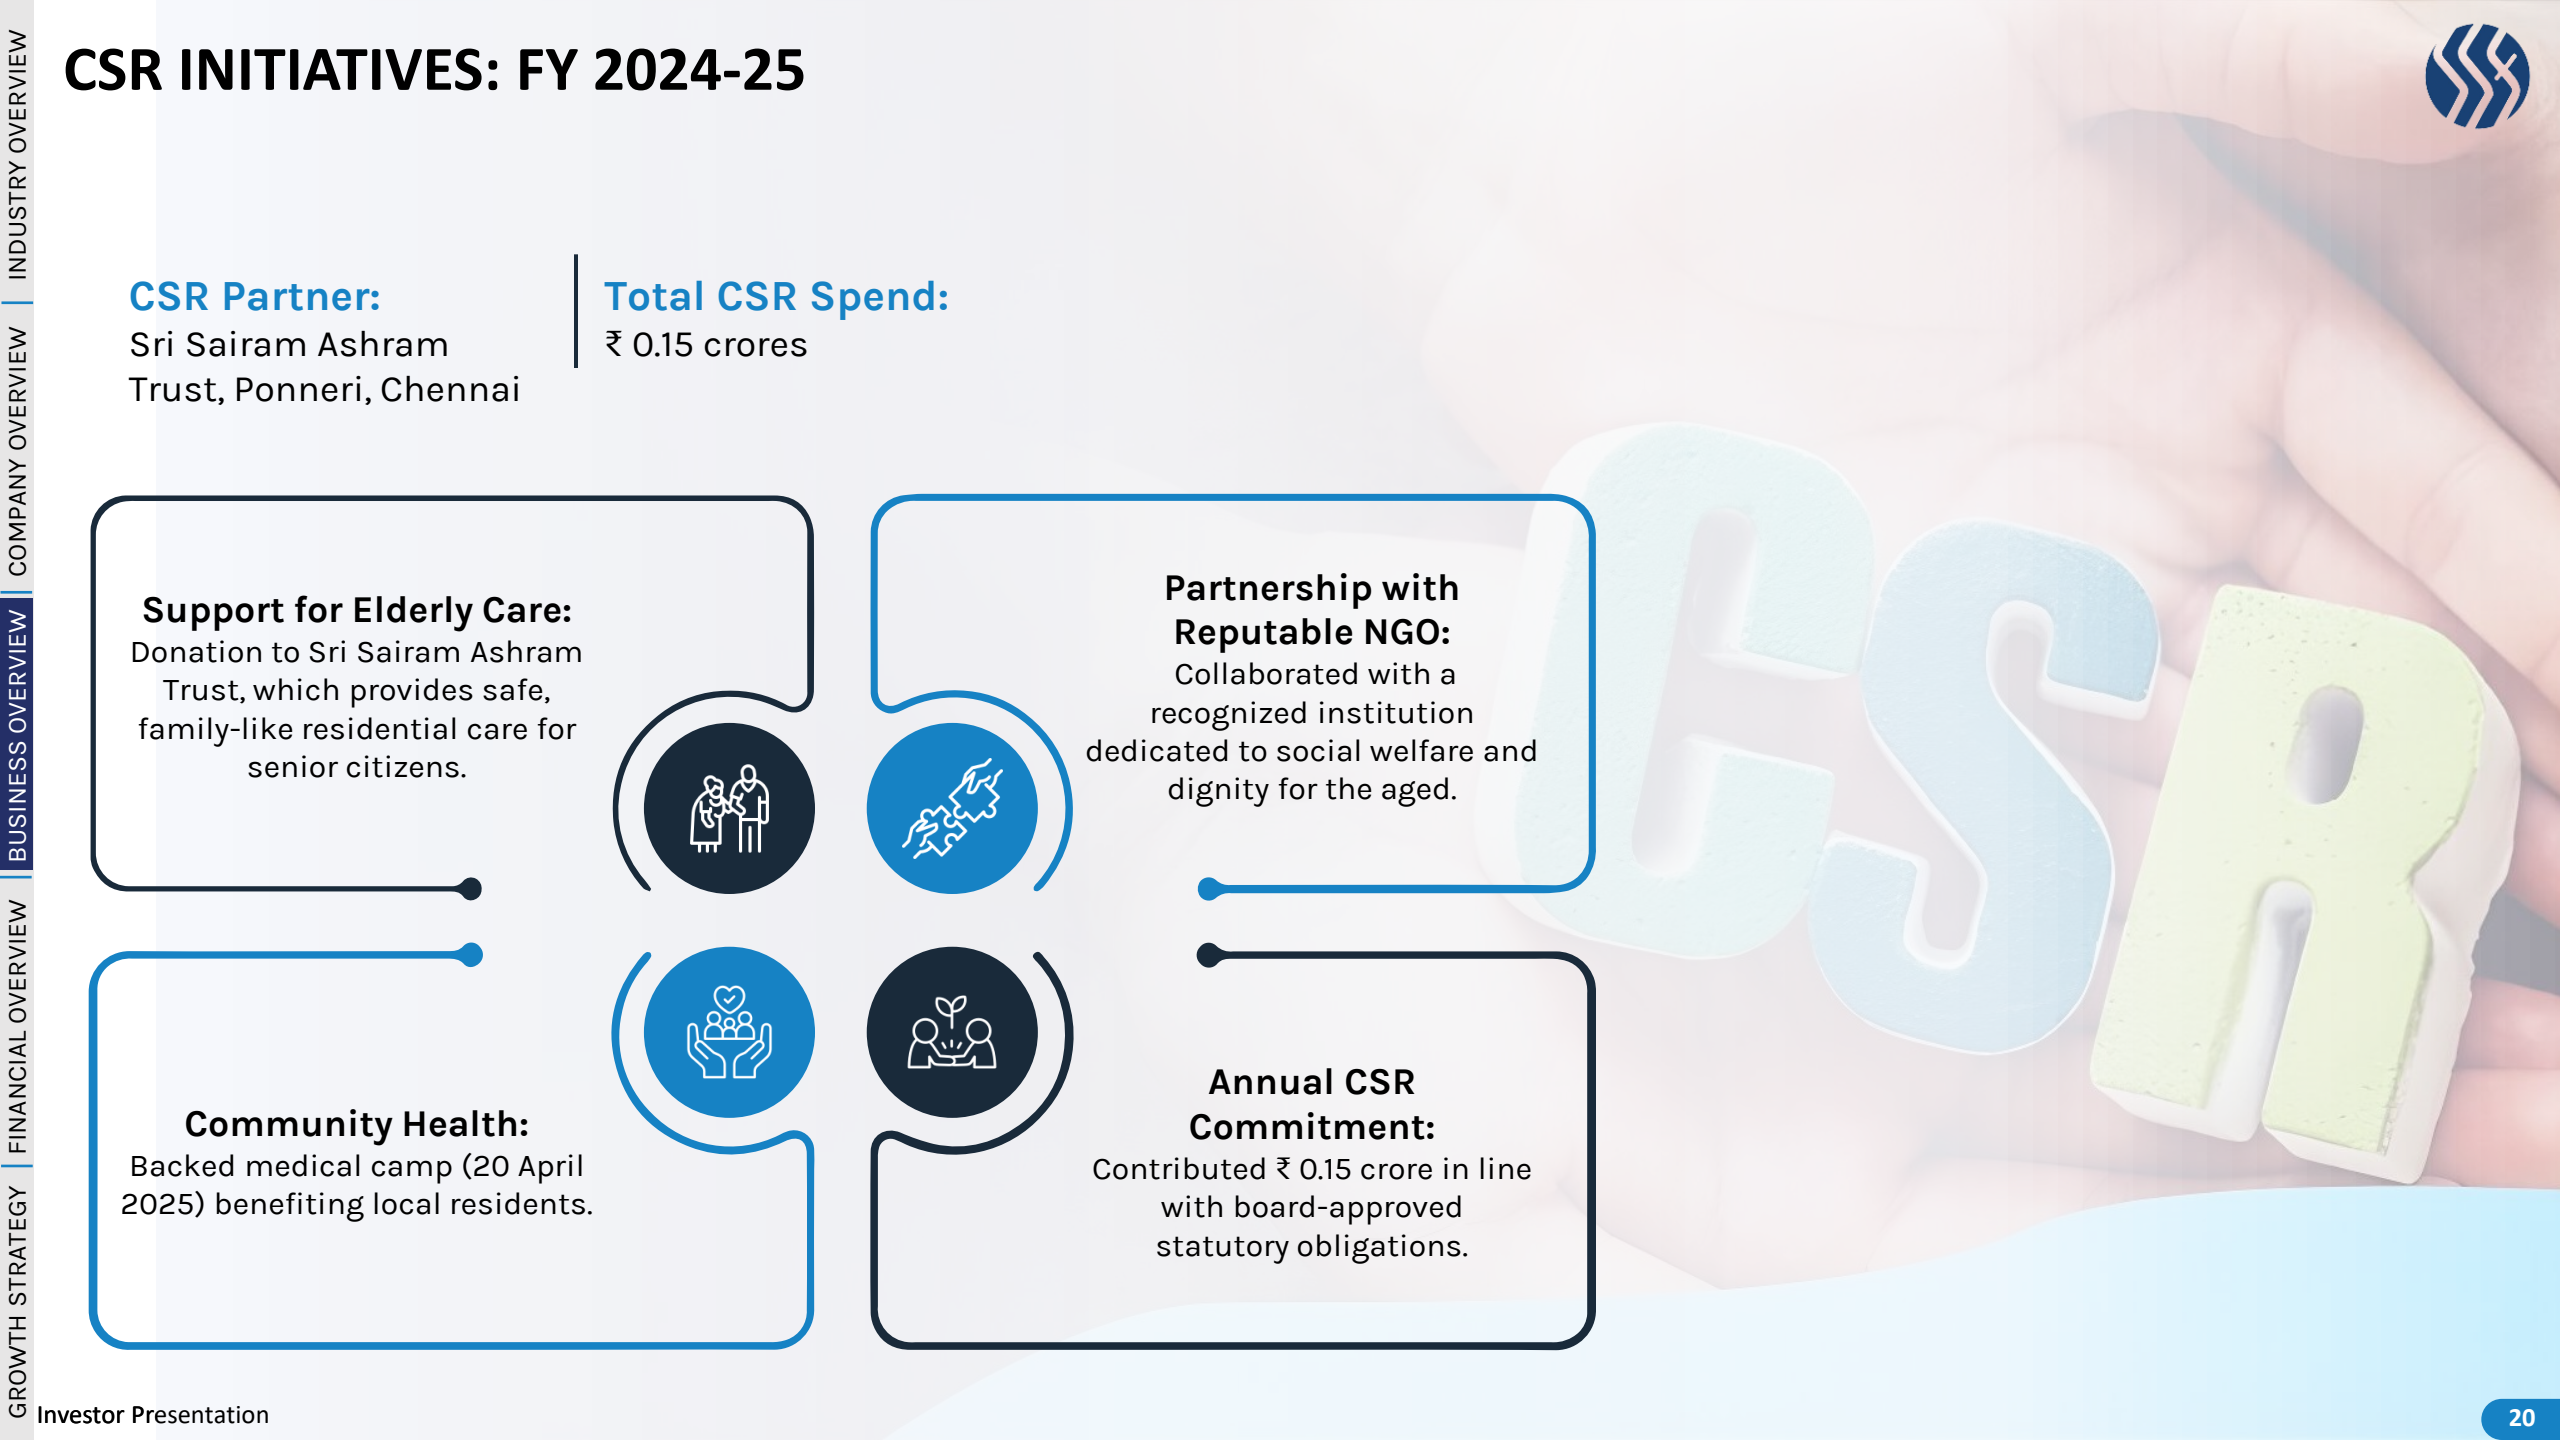 CSR INITIATIVES: FY 2024-25
INDUSTRY OVERVIEW
COMPANY OVERVIEW
BUSINESS OVERVIEW
FINANCIAL OVERVIEW
GROWTH STRATEGY
CSR Partner:
Sri Sairam Ashram
Trust, Ponneri, Chennai
Total CSR Spend:
₹ 0.15 crores
Support for Elderly Care:
Donation to Sri Sairam Ashram
Trust, which provides safe,
family-like residential care for
senior citizens.
Partnership with
Reputable NGO:
Collaborated with a
recognized institution
dedicated to social welfare and
dignity for the aged.
Community Health:
Backed medical camp (20 April
2025) benefiting local residents.
Annual CSR
Commitment:
Contributed ₹ 0.15 crore in line
with board-approved
statutory obligations.
CSR
Investor Presentation
20